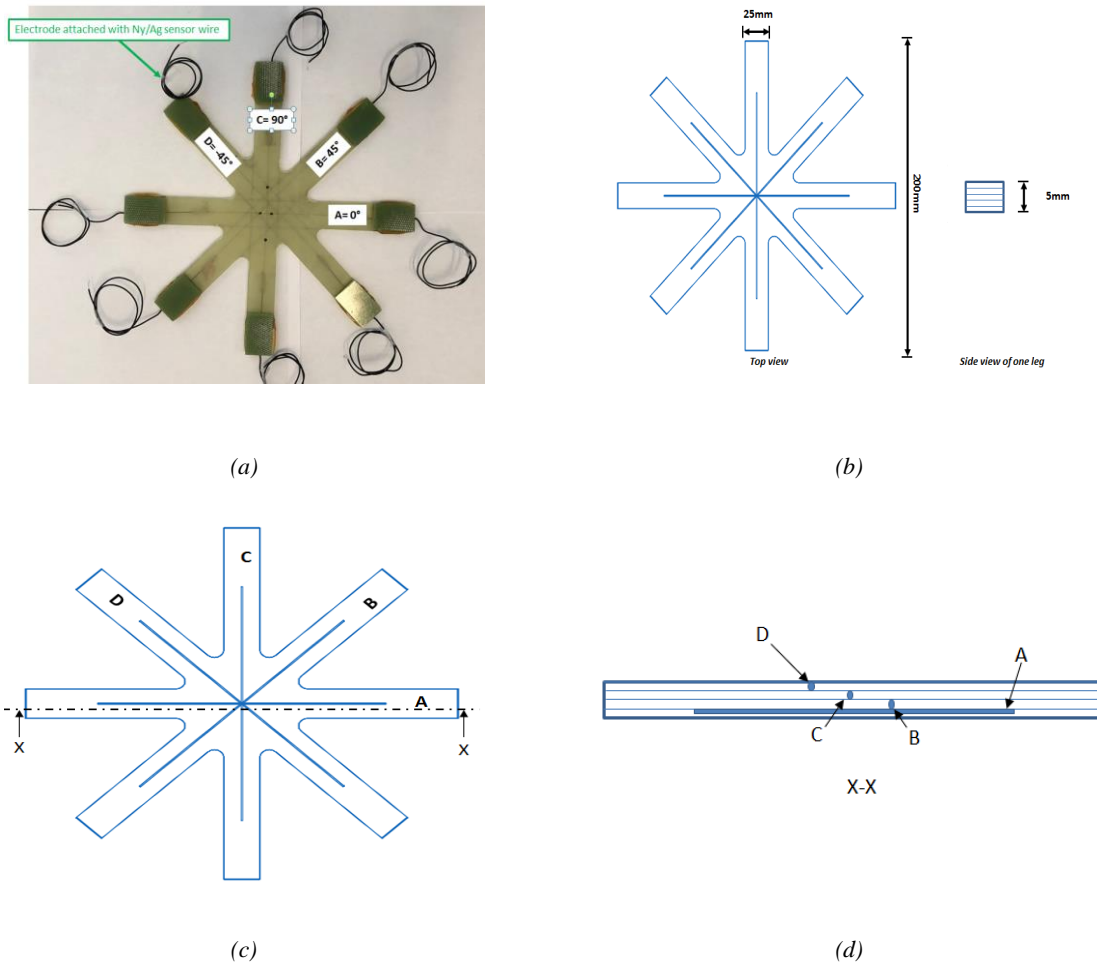 Electrode attached with Ny/Ag sensor wire
C= 90°
D= -45°
B= 45°
A= 0°
(a)
25mm
200mm
5mm
Top view
Side view of one leg
(b)
C
D
B
A
X
X
(c)
D
A
C
B
X-X
(d)